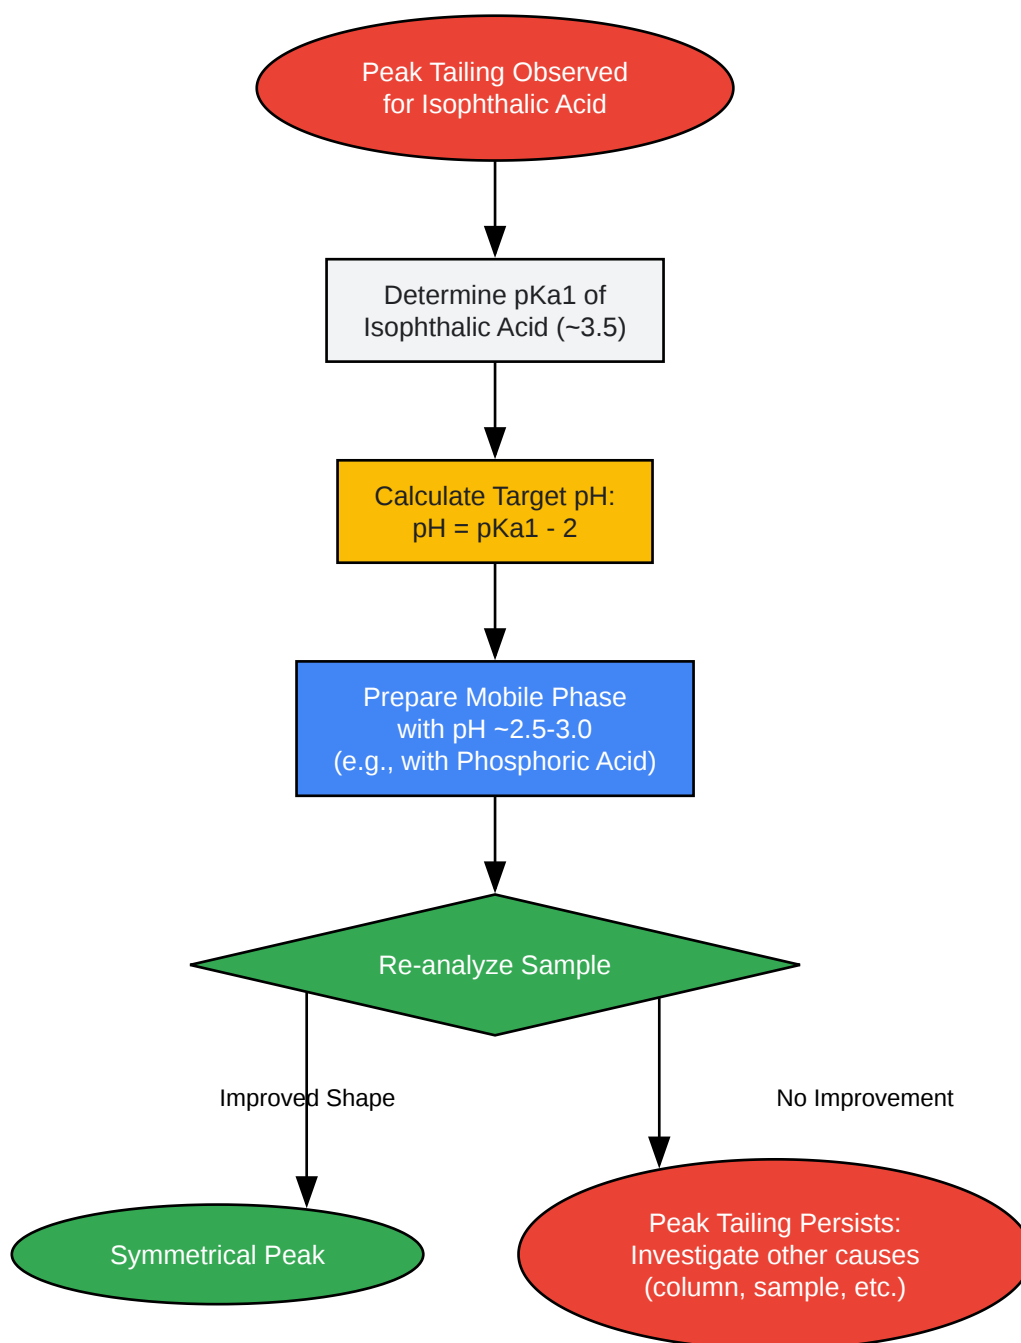 Peak Tailing Observed
for Isophthalic Acid
Determine pKa1 of
Isophthalic Acid (~3.5)
Calculate Target pH:
pH = pKa1 - 2
Prepare Mobile Phase
with pH ~2.5-3.0
(e.g., with Phosphoric Acid)
Re-analyze Sample
Improved Shape
No Improvement
Symmetrical Peak
Peak Tailing Persists:
Investigate other causes
(column, sample, etc.)